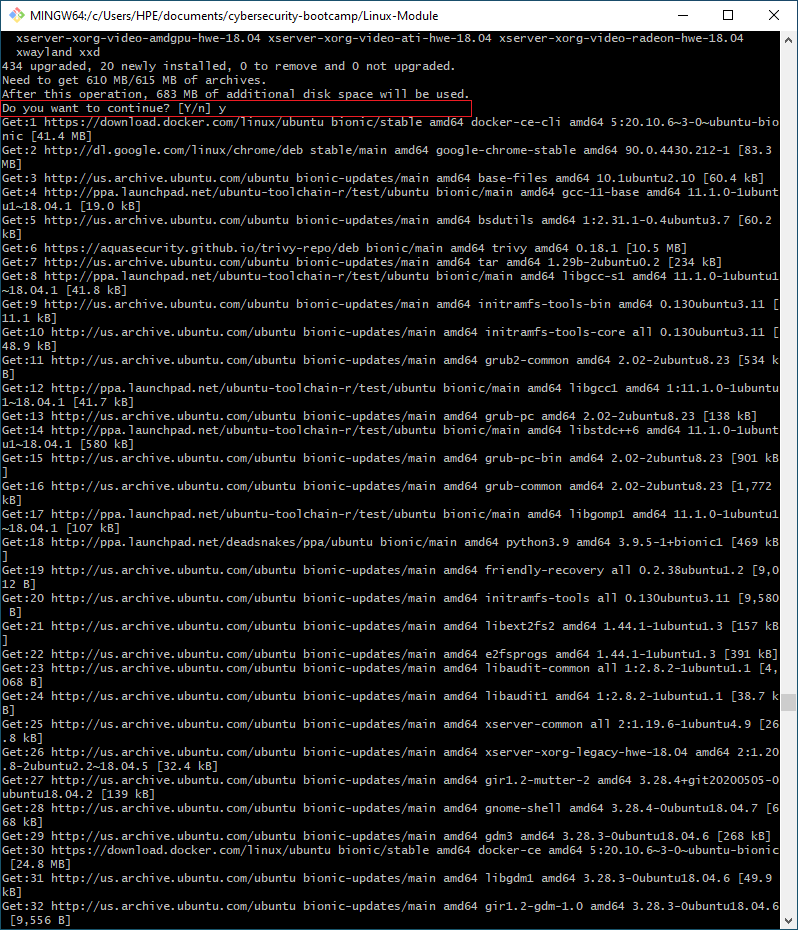 MINGW64:/c/Users/HPE/documents/cybersecurity-bootcamp/Linux-Module
xserver-xorg-video-amdgpu-hwe-18.04 xserver-xorg-video-ati-hwe-18.04 xserver-xorg-video-radeon-hwe-18.04
xwayland xxd
434 upgraded, 20 newly installed, 0 to remove and 0 not upgraded.
Need to get 610 MB/615 MB of archives.
After this operation, 683 MB of additional disk space will be used.
Do you want to continue? [Y/n] y
Get:1 https://download.docker.com/linux/ubuntu bionic/stable amd64 docker-ce-cli amd64 5:20.10.6~3-0~ubuntu-bio
nic [41.4 MB]
Get:2 http://dl.google.com/linux/chrome/deb stable/main amd64 google-chrome-stable amd64 90.0.4430.212-1 [83.3
MB]
Get:3 http://us.archive.ubuntu.com/ubuntu bionic-updates/main amd64 base-files amd64 10.1ubuntu2.10 [60.4 kB]
Get:4 http://ppa.launchpad.net/ubuntu-toolchain-r/test/ubuntu bionic/main amd64 gcc-11-base amd64 11.1.0-1ubunt
u1~18.04.1 [19.0 kB]
Get:5 http://us.archive.ubuntu.com/ubuntu bionic-updates/main amd64 bsdutils amd64 1:2.31.1-0.4ubuntu3.7 [60.2
kB]
Get:6 https://aquasecurity.github.io/trivy-repo/deb bionic/main amd64 trivy amd64 0.18.1 [10.5 MB]
Get:7 http://us.archive.ubuntu.com/ubuntu bionic-updates/main amd64 tar amd64 1.29b-2ubuntu0.2 [234 kB]
Get:8 http://ppa.launchpad.net/ubuntu-toolchain-r/test/ubuntu bionic/main amd64 libgcc-s1 amd64 11.1.0-1ubuntu1
~18.04.1 [41.8 kB]
Get:9 http://us.archive.ubuntu.com/ubuntu bionic-updates/main amd64 initramfs-tools-bin amd64 0.130ubuntu3.11 [
11.1 kB]
Get:10 http://us.archive.ubuntu.com/ubuntu bionic-updates/main amd64 initramfs-tools-core all 0.130ubuntu3.11 [
48.9 kB]
Get:11 http://us.archive.ubuntu.com/ubuntu bionic-updates/main amd64 grub2-common amd64 2.02-2ubuntu8.23 [534 k
B]
Get:12 http://ppa.launchpad.net/ubuntu-toolchain-r/test/ubuntu bionic/main amd64 libgcc1 amd64 1:11.1.0-1ubuntu
1~18.04.1 [41.7 kB]
Get:13 http://us.archive.ubuntu.com/ubuntu bionic-updates/main amd64 grub-pc amd64 2.02-2ubuntu8.23 [138 kB]
Get:14 http://ppa.launchpad.net/ubuntu-toolchain-r/test/ubuntu bionic/main amd64 libstdc++6 amd64 11.1.0-1ubunt
u1~18.04.1 [580 kB]
Get:15 http://us.archive.ubuntu.com/ubuntu bionic-updates/main amd64 grub-pc-bin amd64 2.02-2ubuntu8.23 [901 kB
]
Get:16 http://us.archive.ubuntu.com/ubuntu bionic-updates/main amd64 grub-common amd64 2.02-2ubuntu8.23 [1,772
kB]
Get:17 http://ppa.launchpad.net/ubuntu-toolchain-r/test/ubuntu bionic/main amd64 libgomp1 amd64 11.1.0-1ubuntu1
~18.04.1 [107 kB]
Get:18 http://ppa.launchpad.net/deadsnakes/ppa/ubuntu bionic/main amd64 python3.9 amd64 3.9.5-1+bionic1 [469 kB
]
Get:19 http://us.archive.ubuntu.com/ubuntu bionic-updates/main amd64 friendly-recovery all 0.2.38ubuntu1.2 [9,0
12 B]
Get:20 http://us.archive.ubuntu.com/ubuntu bionic-updates/main amd64 initramfs-tools all 0.130ubuntu3.11 [9,580
B]
Get:21 http://us.archive.ubuntu.com/ubuntu bionic-updates/main amd64 libext2fs2 amd64 1.44.1-1ubuntu1.3 [157 kB
]
Get:22 http://us.archive.ubuntu.com/ubuntu bionic-updates/main amd64 e2fsprogs amd64 1.44.1-1ubuntu1.3 [391 kB]
Get:23 http://us.archive.ubuntu.com/ubuntu bionic-updates/main amd64 libaudit-common all 1:2.8.2-1ubuntu1.1 [4,
068 B]
Get:24 http://us.archive.ubuntu.com/ubuntu bionic-updates/main amd64 libaudit1 amd64 1:2.8.2-1ubuntu1.1 [38.7 k
B]
Get:25 http://us.archive.ubuntu.com/ubuntu bionic-updates/main amd64 xserver-common all 2:1.19.6-1ubuntu4.9 [26
.8 kB]
Get:26 http://us.archive.ubuntu.com/ubuntu bionic-updates/main amd64 xserver-xorg-legacy-hwe-18.04 amd64 2:1.20
.8-2ubuntu2.2~18.04.5 [32.4 kB]
Get:27 http://us.archive.ubuntu.com/ubuntu bionic-updates/main amd64 gir1.2-mutter-2 amd64 3.28.4+git20200505-0
ubuntu18.04.2 [139 kB]
Get:28 http://us.archive.ubuntu.com/ubuntu bionic-updates/main amd64 gnome-shell amd64 3.28.4-0ubuntu18.04.7 [6
68 kB]
Get:29 http://us.archive.ubuntu.com/ubuntu bionic-updates/main amd64 gdm3 amd64 3.28.3-0ubuntu18.04.6 [268 kB]
Get:30 https://download.docker.com/linux/ubuntu bionic/stable amd64 docker-ce amd64 5:20.10.6~3-0~ubuntu-bionic
[24.8 MB]
Get:31 http://us.archive.ubuntu.com/ubuntu bionic-updates/main amd64 libgdm1 amd64 3.28.3-0ubuntu18.04.6 [49.9
kB]
Get:32 http://us.archive.ubuntu.com/ubuntu bionic-updates/main amd64 gir1.2-gdm-1.0 amd64 3.28.3-0ubuntu18.04.6
[9,556 B]